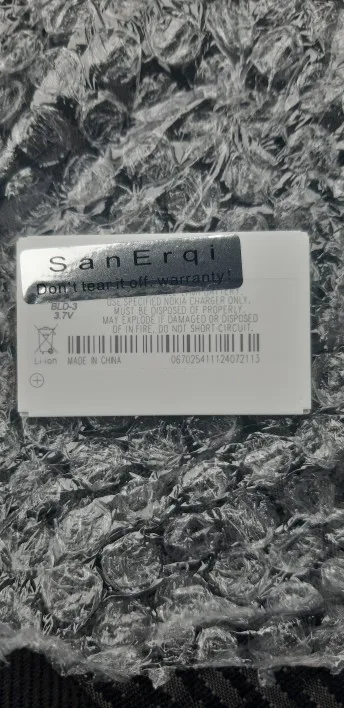 SanErqi
Don't tear it off, warranty!
BLD-3
3.7V
USE SPECIFIED NOKIA CHARGER ONLY.
MUST BE DISPOSED OF PROPERLY.
MAY EXPLODE IF DAMAGED OR DISPOSED
OF IN FIRE. DO NOT SHORT CIRCUIT.
Li-ion MADE IN CHINA 067025411124072113